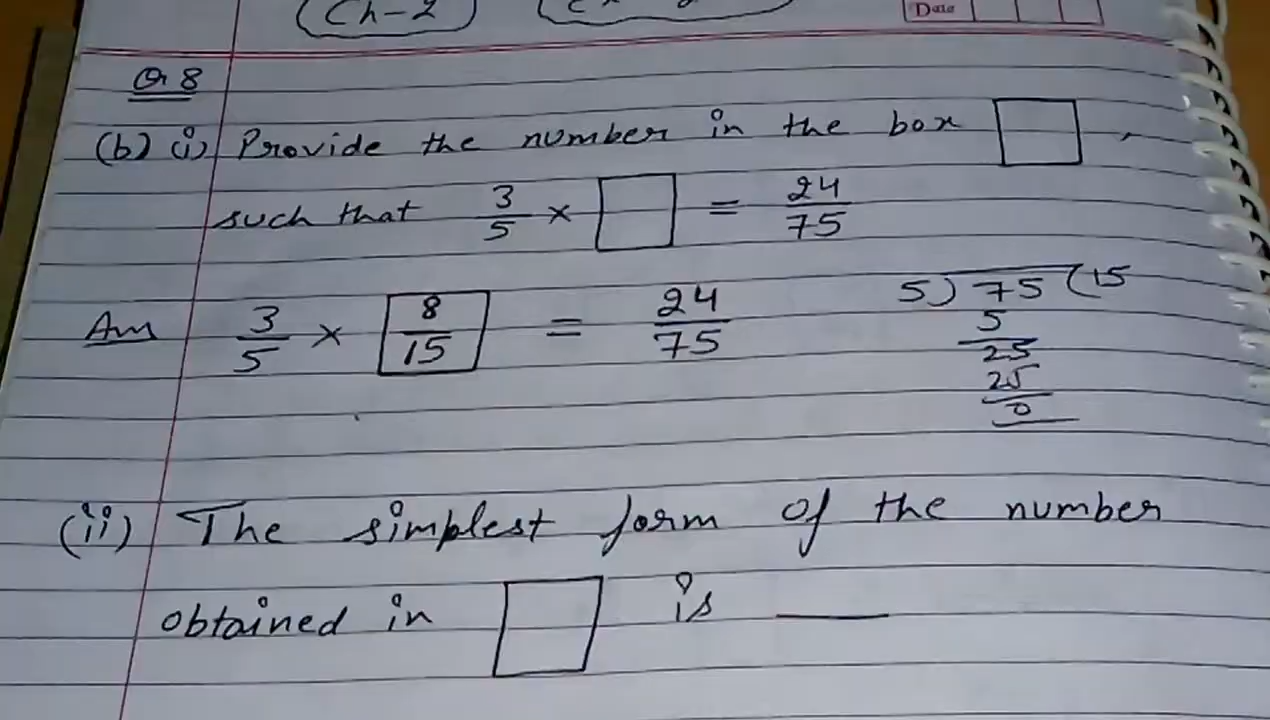 Ch-2
Date
Qr 8
(b) (i) Provide the number in the box □,
such that 3/5 × □ = 24/75
Ans 3/5 × 8/15 = 24/75
5) 75 (15
5
25
25
0
(ii) The simplest form of the number
obtained in □ is ___